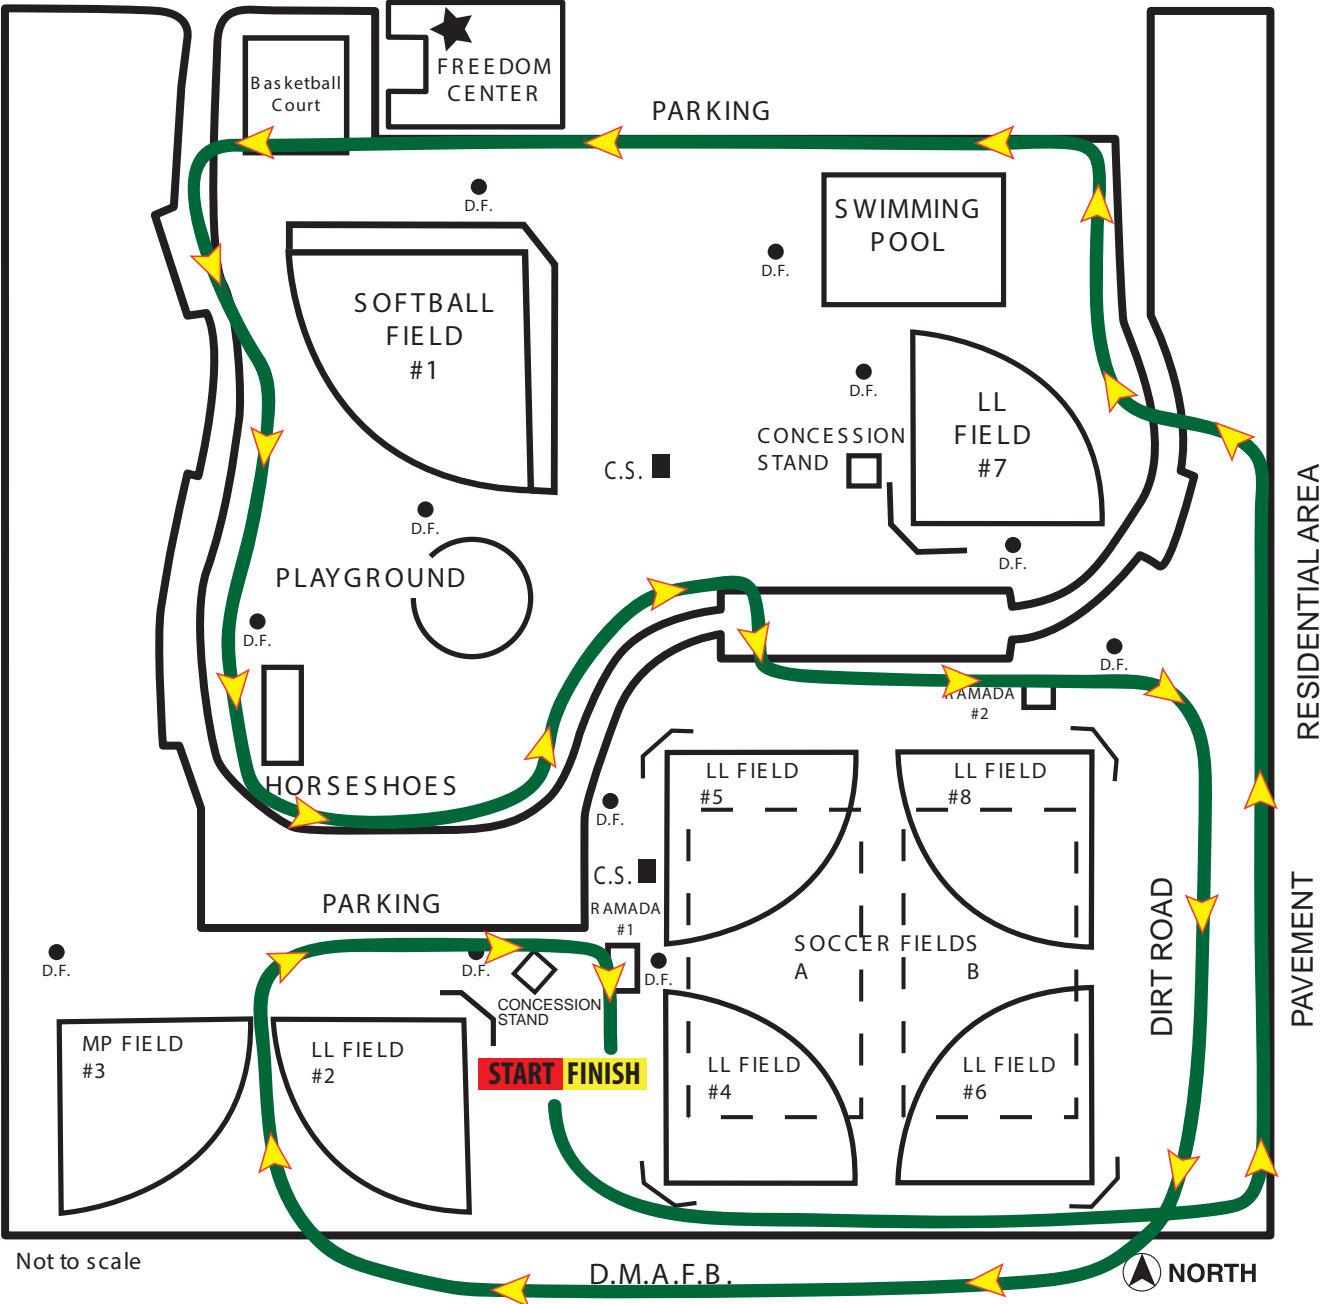 FREEDOM
CENTER
Basketball
Court
PARKING
D.F.
SWIMMING
POOL
D.F.
SOFTBALL
FIELD
#1
D.F.
LL
FIELD
#7
CONCESSION
STAND
C.S.
D.F.
D.F.
PLAYGROUND
D.F.
D.F.
RAMADA
#2
HORSESHOES
LL FIELD
#5
LL FIELD
#8
D.F.
C.S.
PARKING
RAMADA
#1
SOCCER FIELDS
A
B
D.F.
D.F.
D.F.
CONCESSION
STAND
MP FIELD
#3
LL FIELD
#2
START FINISH
LL FIELD
#4
LL FIELD
#6
DIRT ROAD
PAVEMENT
RESIDENTIAL AREA
Not to scale
D.M.A.F.B.
NORTH